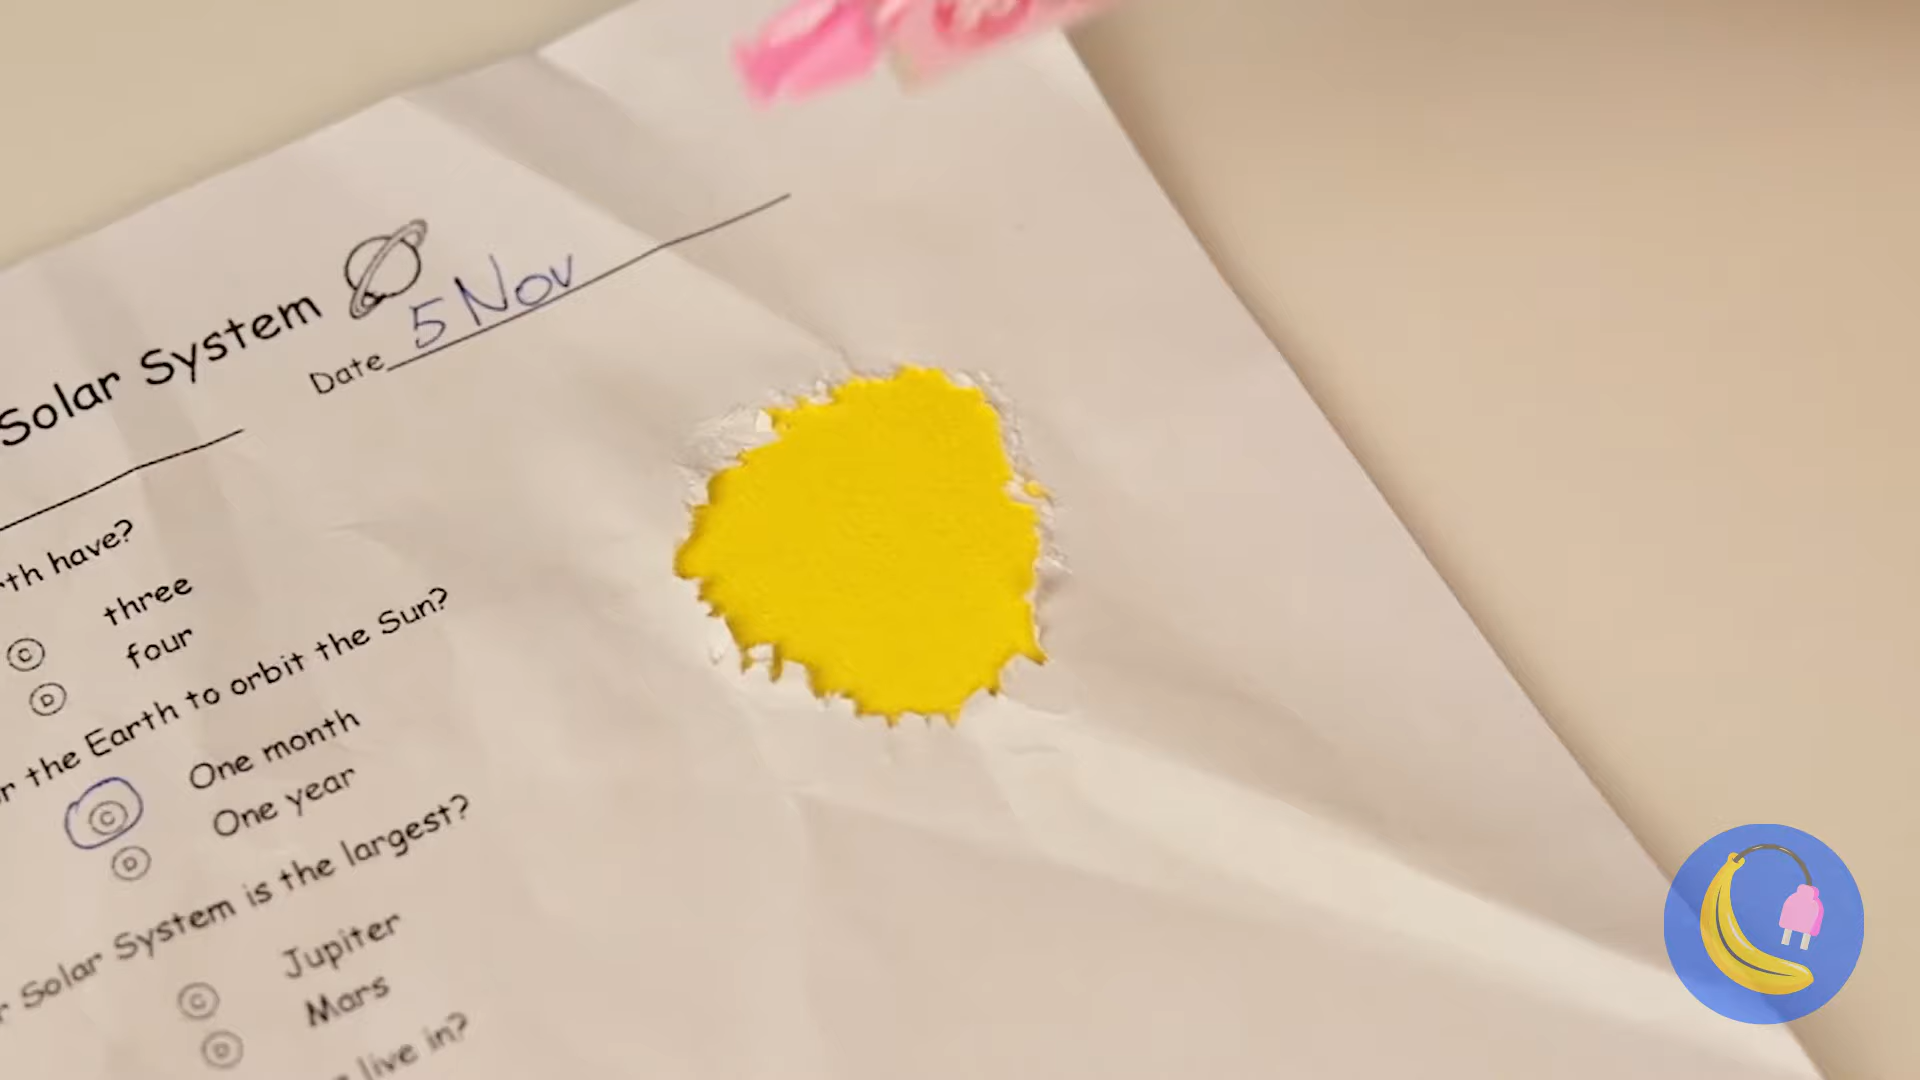 Solar System
Date 5 Nov
rth have?
three
C
four
D
r the Earth to orbit the Sun?
One month
C
One year
D
r Solar System is the largest?
Jupiter
C
Mars
D
live in?